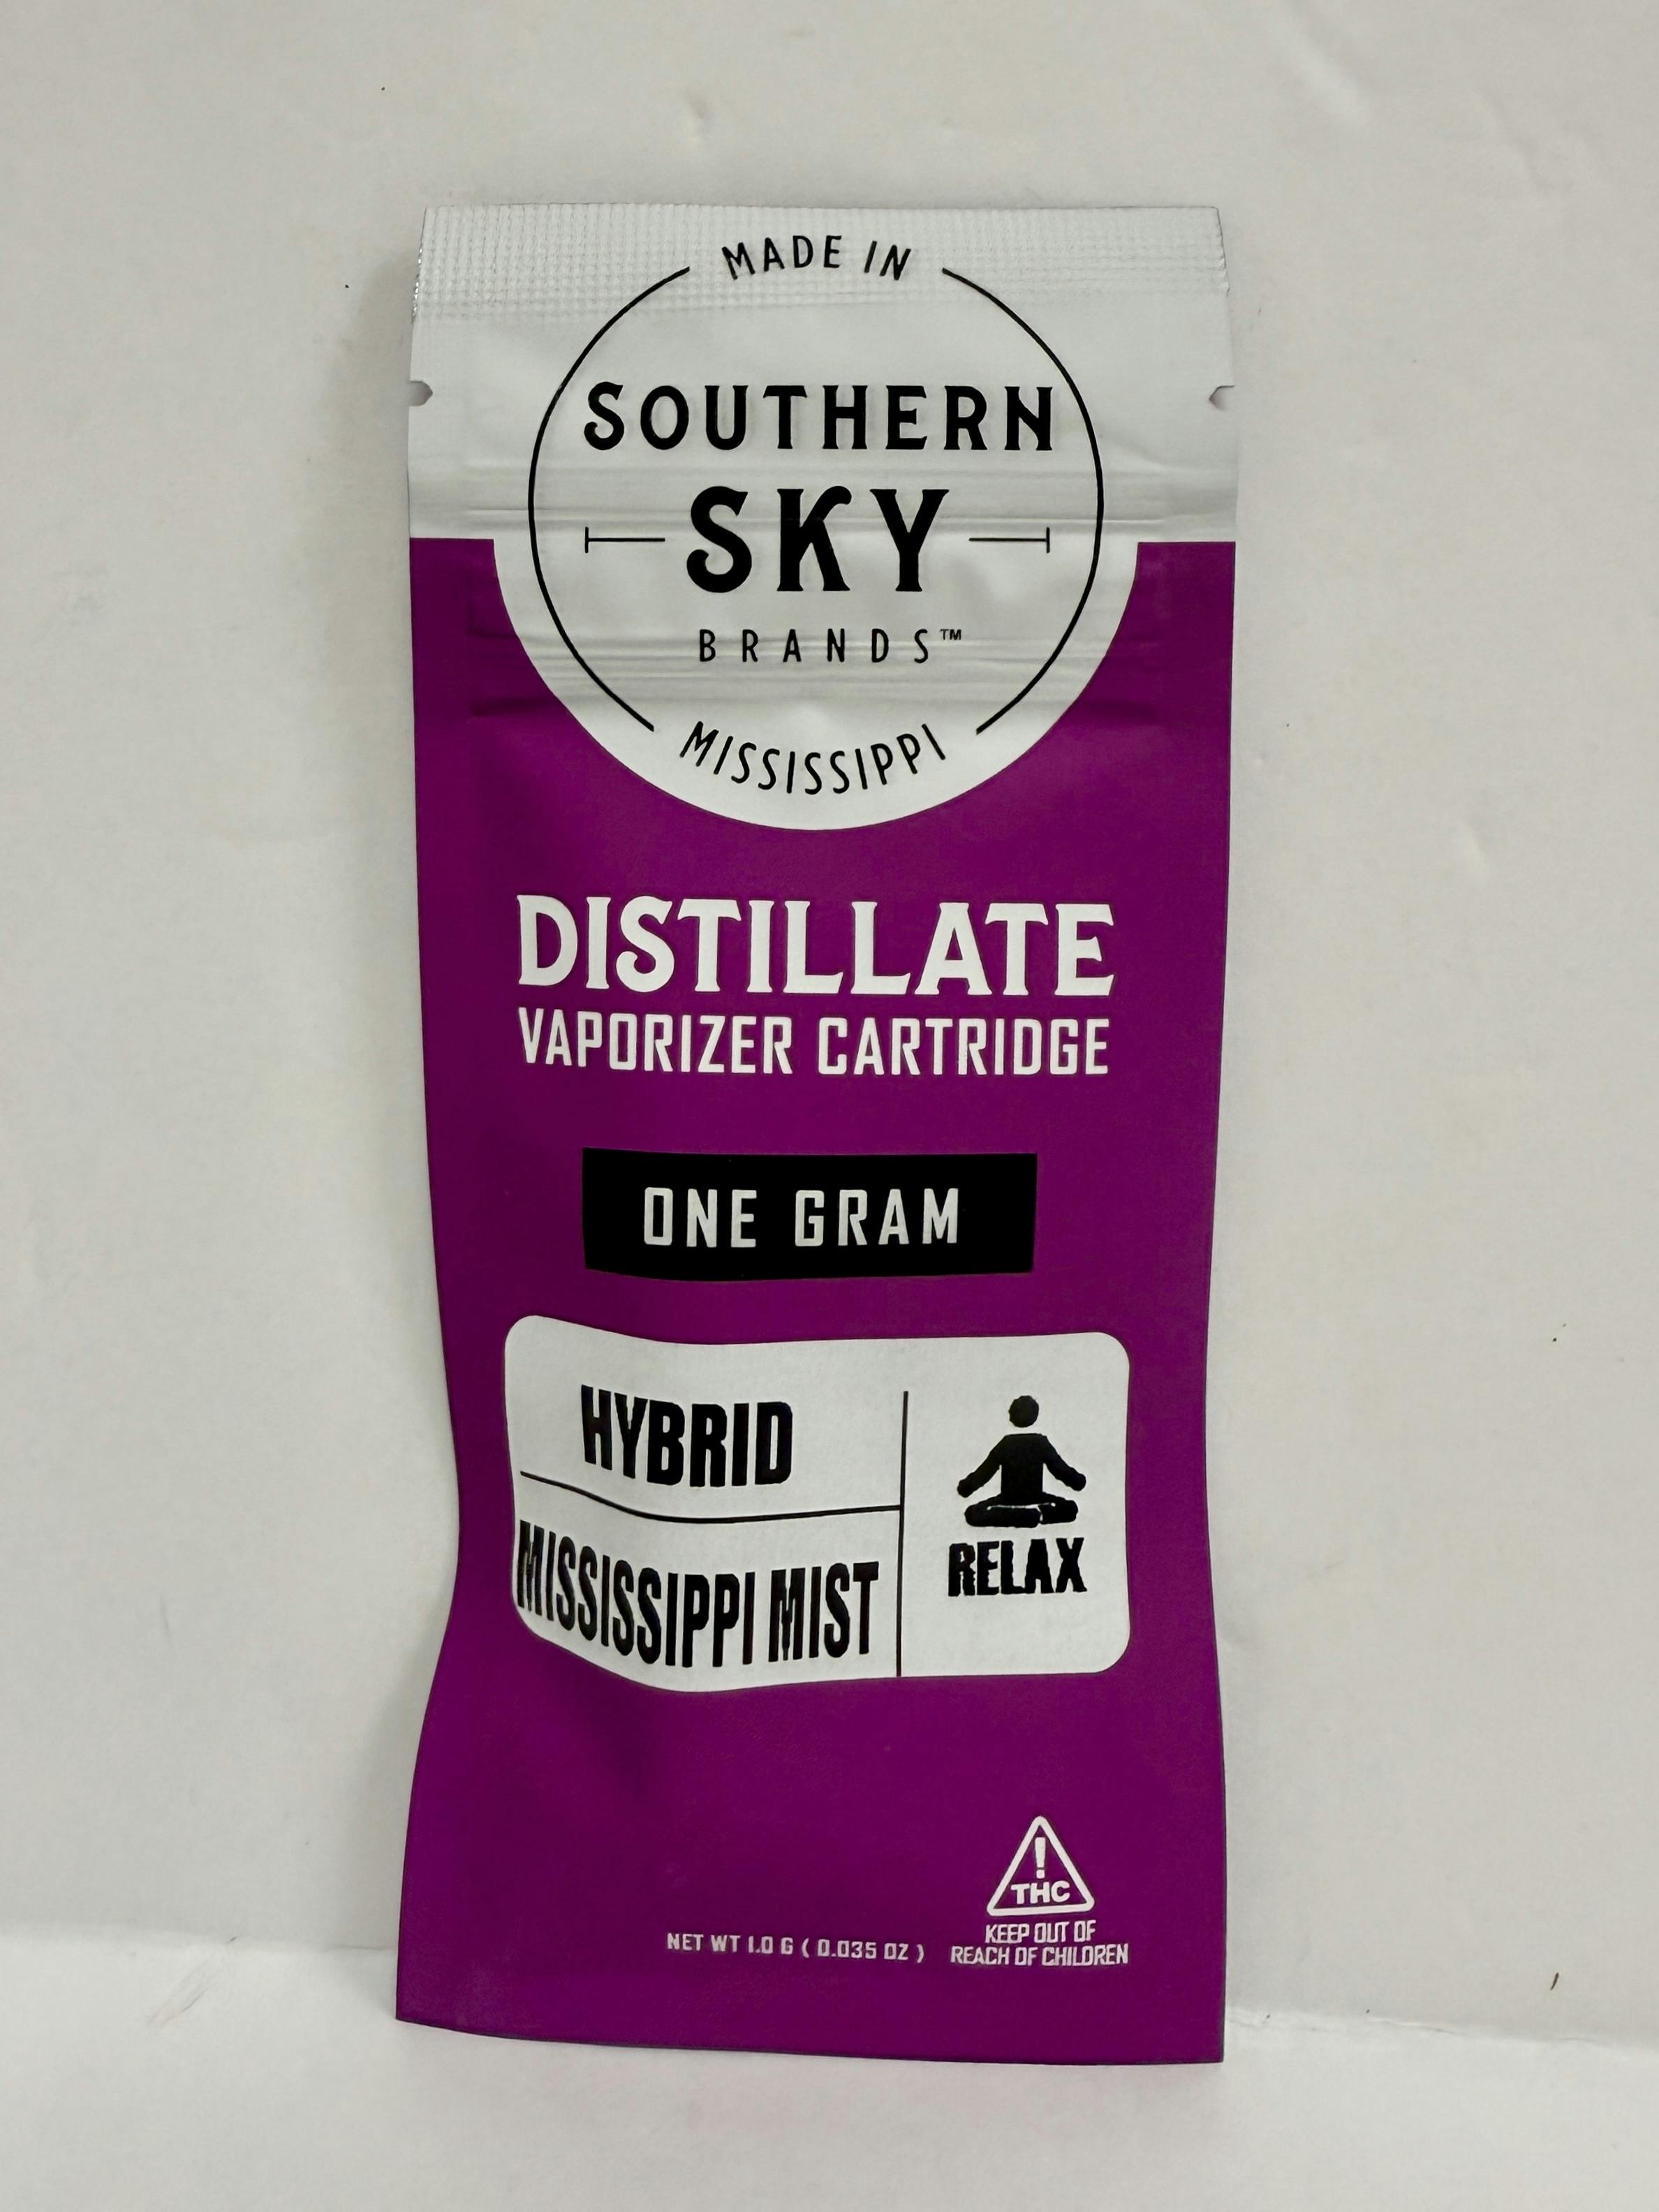 MADE IN
SOUTHERN
SKY
BRANDS™
MISSISSIPPI
DISTILLATE
VAPORIZER CARTRIDGE
ONE GRAM
HYBRID
MISSISSIPPI MIST
RELAX
!
THC
KEEP OUT OF
REACH OF CHILDREN
NET WT 1.0 G ( 0.035 OZ )